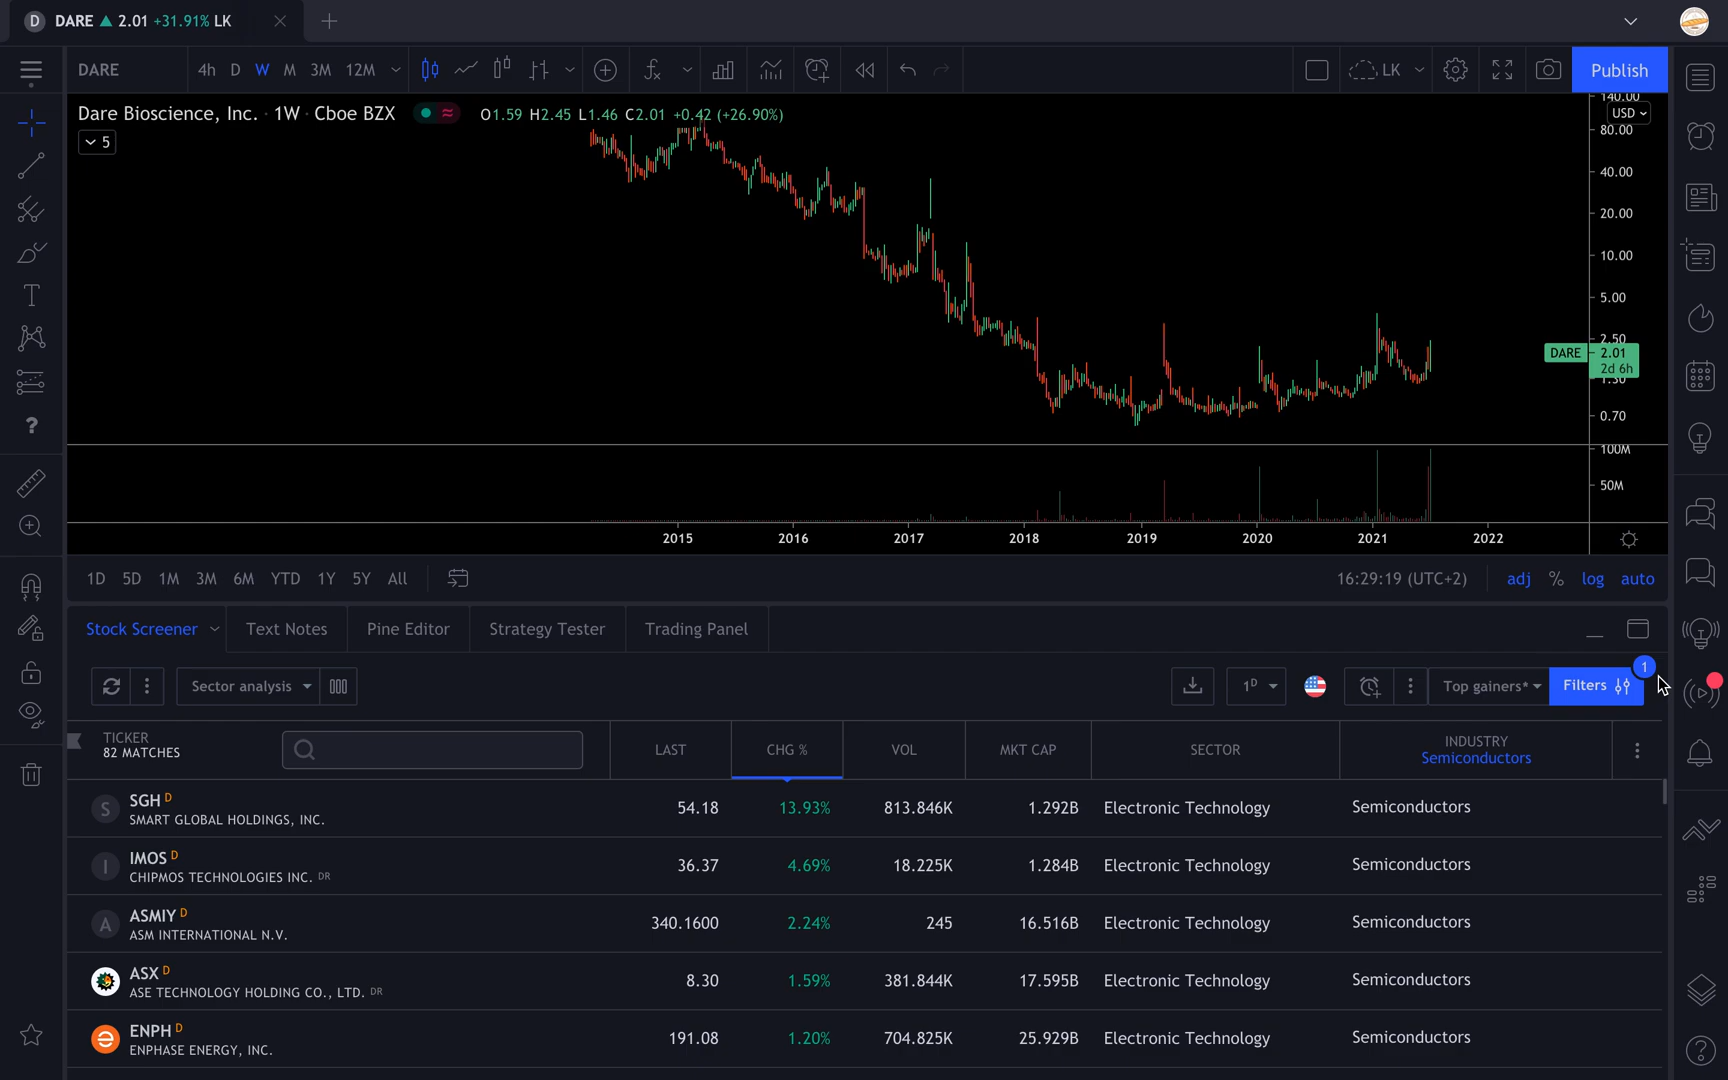 D DARE ▲ 2.01 +31.91% LK
DARE 4h D W M 3M 12M LK Publish
Dare Bioscience, Inc. · 1W · Cboe BZX O1.59 H2.45 L1.46 C2.01 +0.42 (+26.90%)
5
140.00
USD
80.00
40.00
20.00
10.00
5.00
2.50
DARE 2.01
2d 6h
1.30
0.70
100M
50M
2015 2016 2017 2018 2019 2020 2021 2022
1D 5D 1M 3M 6M YTD 1Y 5Y All 16:29:19 (UTC+2) adj % log auto
Stock Screener Text Notes Pine Editor Strategy Tester Trading Panel
1
Sector analysis 1D Top gainers* Filters
TICKER
82 MATCHES
LAST CHG % VOL MKT CAP SECTOR INDUSTRY
Semiconductors
S SGH D 54.18 13.93% 813.846K 1.292B Electronic Technology Semiconductors
SMART GLOBAL HOLDINGS, INC.
I IMOS D 36.37 4.69% 18.225K 1.284B Electronic Technology Semiconductors
CHIPMOS TECHNOLOGIES INC. DR
A ASMIY D 340.1600 2.24% 245 16.516B Electronic Technology Semiconductors
ASM INTERNATIONAL N.V.
ASX D 8.30 1.59% 381.844K 17.595B Electronic Technology Semiconductors
ASE TECHNOLOGY HOLDING CO., LTD. DR
ENPH D 191.08 1.20% 704.825K 25.929B Electronic Technology Semiconductors
ENPHASE ENERGY, INC.